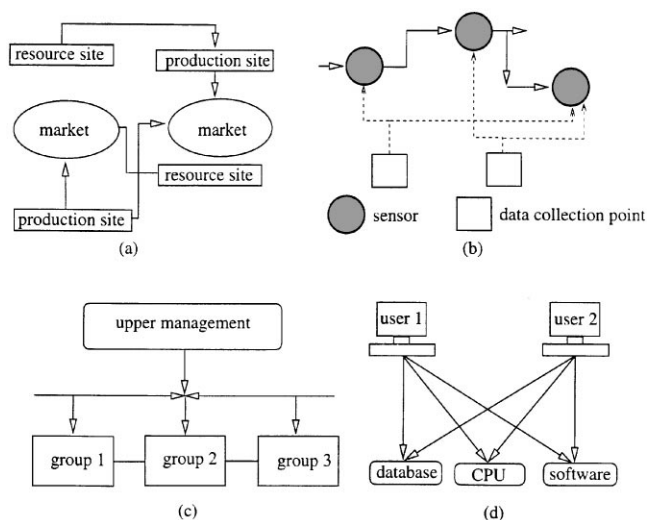 resource site
production site
market
market
resource site
production site
(a)
sensor
data collection point
(b)
upper management
group 1
group 2
group 3
(c)
user 1
user 2
database
CPU
software
(d)